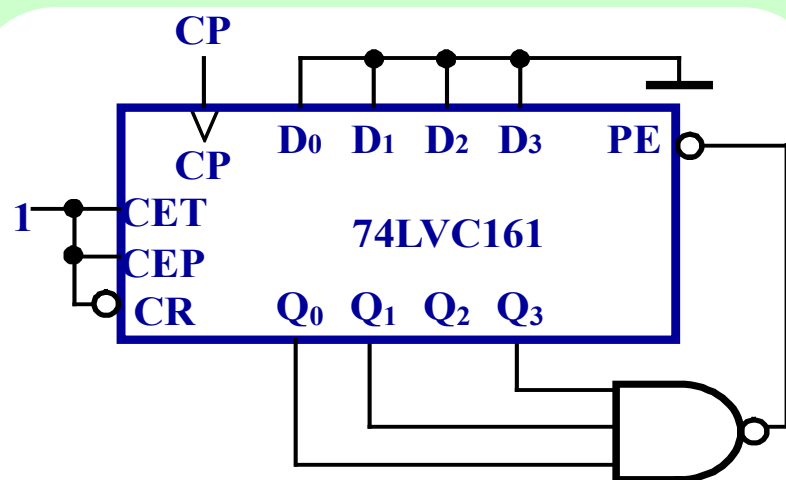 CP
CP D₀ D₁ D₂ D₃ PE
1 CET
74LVC161
CEP
CR Q₀ Q₁ Q₂ Q₃